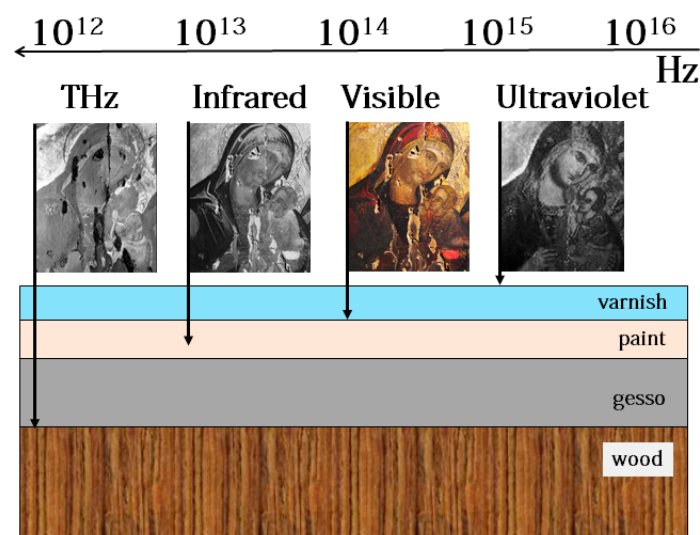 10¹² 10¹³ 10¹⁴ 10¹⁵ 10¹⁶
Hz
THz Infrared Visible Ultraviolet
varnish
paint
gesso
wood